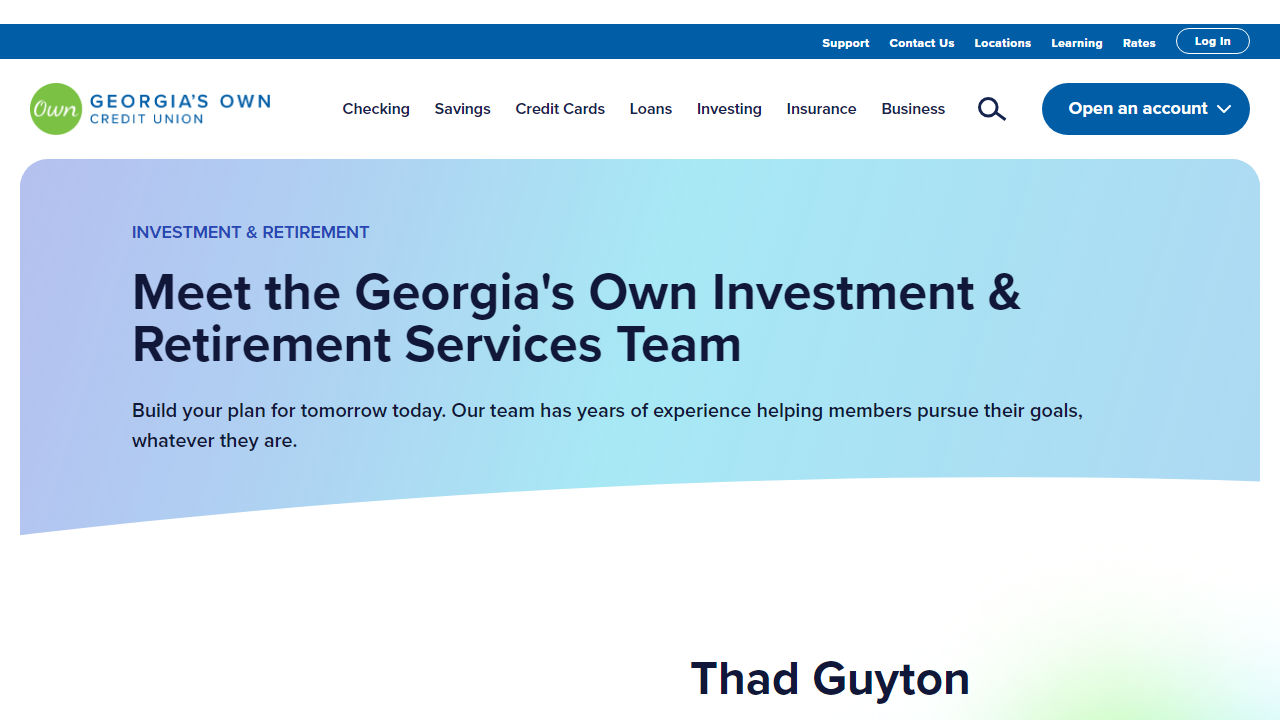 Support Contact Us Locations Learning Rates Log In
Own GEORGIA'S OWN
CREDIT UNION
Checking Savings Credit Cards Loans Investing Insurance Business Open an account
INVESTMENT & RETIREMENT
Meet the Georgia's Own Investment &
Retirement Services Team
Build your plan for tomorrow today. Our team has years of experience helping members pursue their goals,
whatever they are.
Thad Guyton